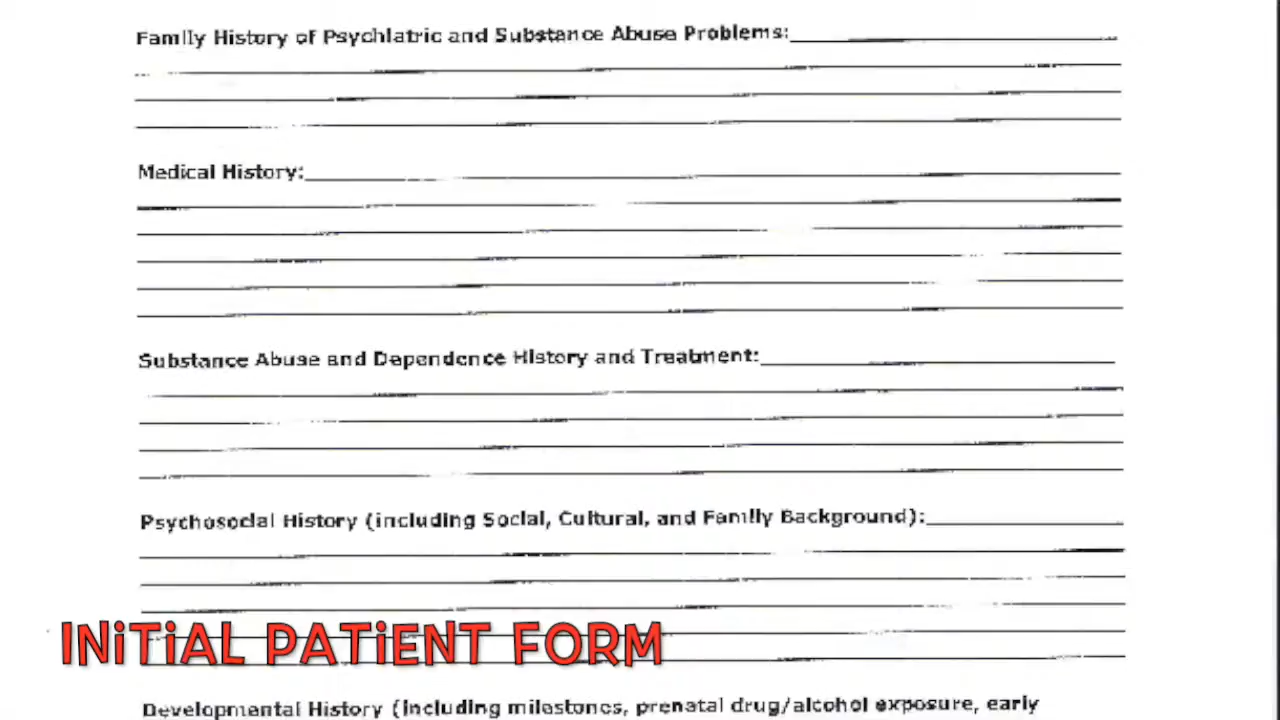 Family History of Psychiatric and Substance Abuse Problems:
Medical History:
Substance Abuse and Dependence History and Treatment:
Psychosocial History (including Social, Cultural, and Family Background):
INiTiAL PATiENT FORM
Developmental History (including milestones, prenatal drug/alcohol exposure, early